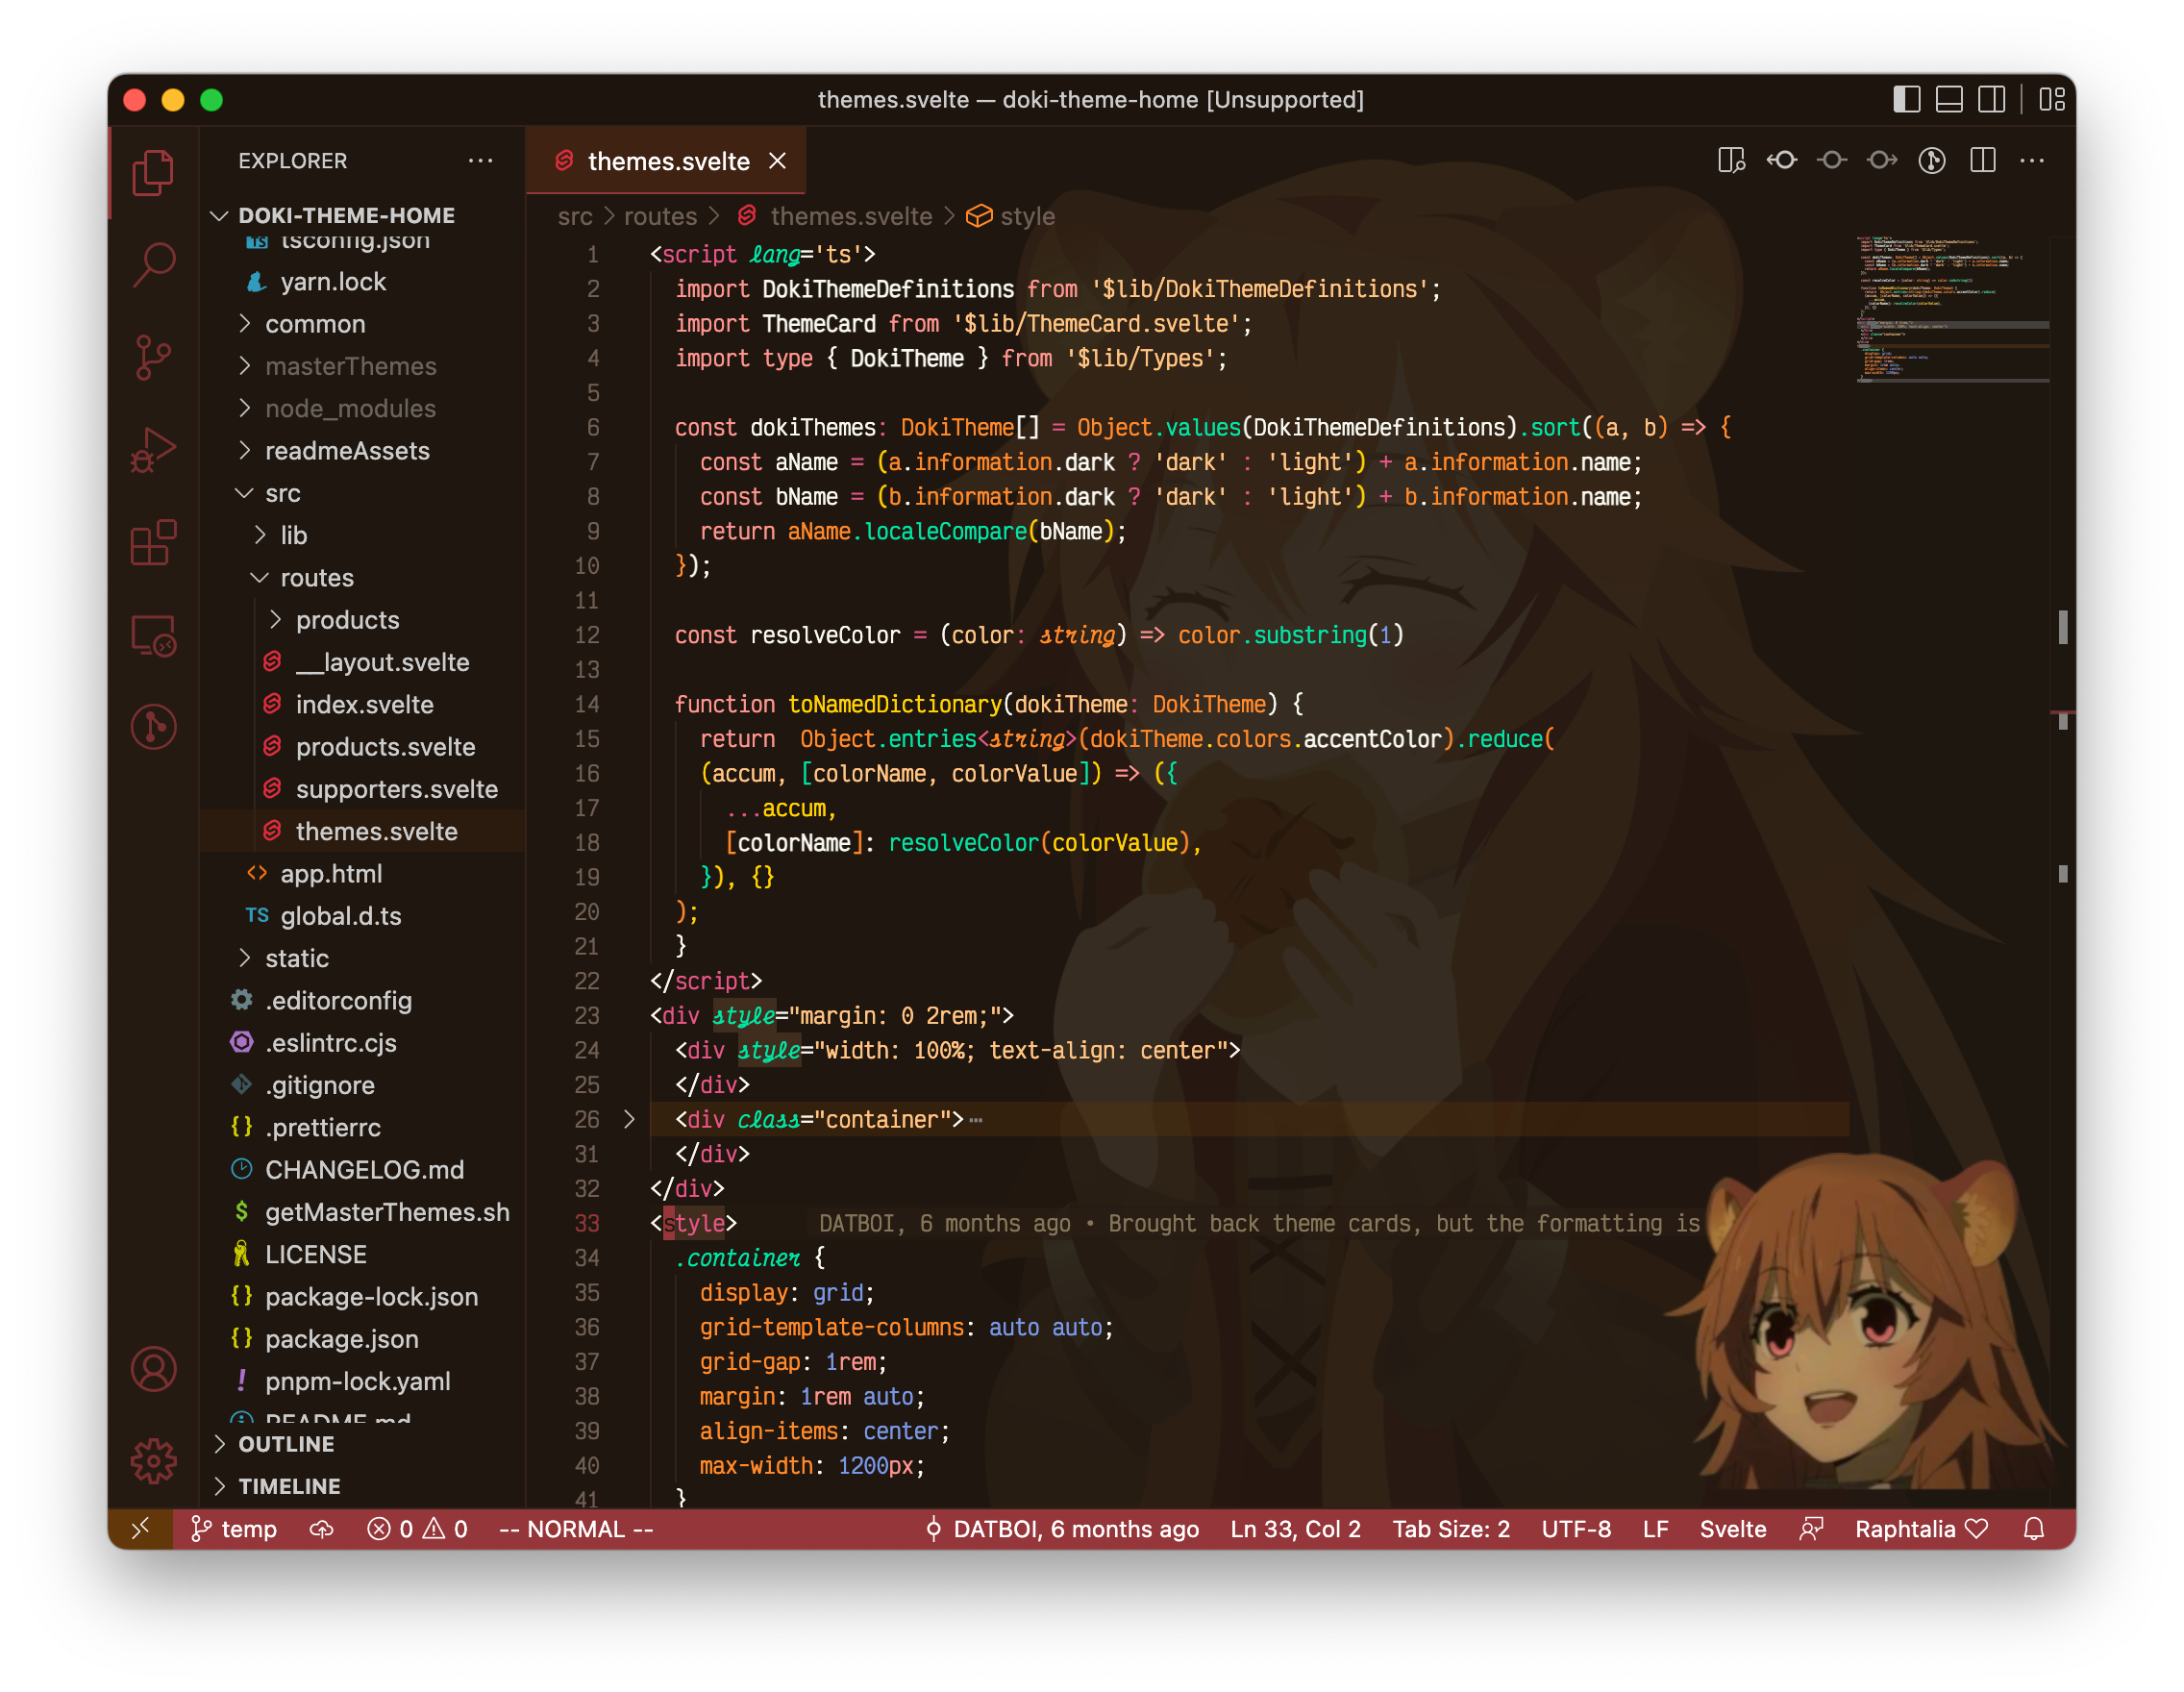 themes.svelte — doki-theme-home [Unsupported]
EXPLORER
DOKI-THEME-HOME
tsconfig.json
yarn.lock
common
masterThemes
node_modules
readmeAssets
src
lib
routes
products
__layout.svelte
index.svelte
products.svelte
supporters.svelte
themes.svelte
app.html
TS global.d.ts
static
.editorconfig
.eslintrc.cjs
.gitignore
{} .prettierrc
CHANGELOG.md
$ getMasterThemes.sh
LICENSE
{} package-lock.json
{} package.json
! pnpm-lock.yaml
README.md
OUTLINE
TIMELINE
themes.svelte
src > routes > themes.svelte > style
1 <script lang='ts'>
2 import DokiThemeDefinitions from '$lib/DokiThemeDefinitions';
3 import ThemeCard from '$lib/ThemeCard.svelte';
4 import type { DokiTheme } from '$lib/Types';
5
6 const dokiThemes: DokiTheme[] = Object.values(DokiThemeDefinitions).sort((a, b) => {
7 const aName = (a.information.dark ? 'dark' : 'light') + a.information.name;
8 const bName = (b.information.dark ? 'dark' : 'light') + b.information.name;
9 return aName.localeCompare(bName);
10 });
11
12 const resolveColor = (color: string) => color.substring(1)
13
14 function toNamedDictionary(dokiTheme: DokiTheme) {
15 return  Object.entries<string>(dokiTheme.colors.accentColor).reduce(
16 (accum, [colorName, colorValue]) => ({
17 ...accum,
18 [colorName]: resolveColor(colorValue),
19 }), {}
20 );
21 }
22 </script>
23 <div style="margin: 0 2rem;">
24 <div style="width: 100%; text-align: center">
25 </div>
26 <div class="container">⋯
31 </div>
32 </div>
33 <style> DATBOI, 6 months ago • Brought back theme cards, but the formatting is
34 .container {
35 display: grid;
36 grid-template-columns: auto auto;
37 grid-gap: 1rem;
38 margin: 1rem auto;
39 align-items: center;
40 max-width: 1200px;
41 }
temp 0 0 -- NORMAL -- DATBOI, 6 months ago Ln 33, Col 2 Tab Size: 2 UTF-8 LF Svelte Raphtalia ♡